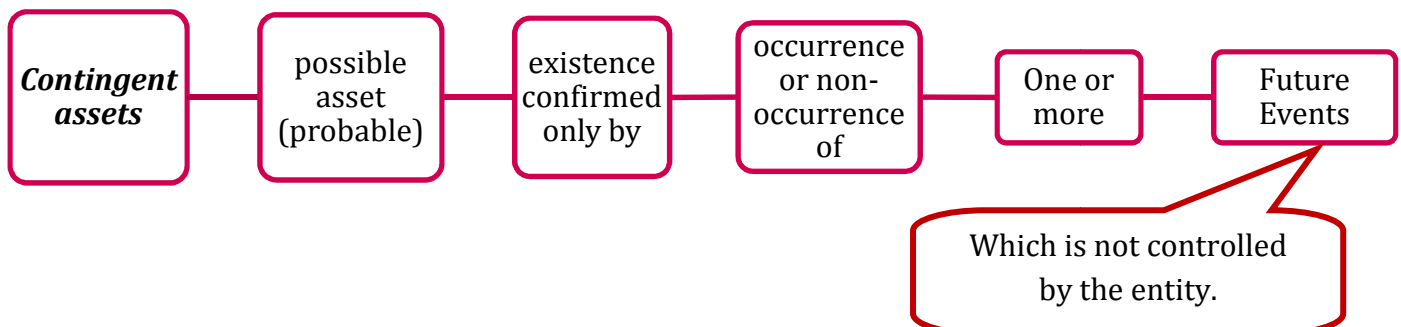 Contingent
assets
possible
asset
(probable)
existence
confirmed
only by
occurrence
or non-
occurrence
of
One or
more
Future
Events
Which is not controlled
by the entity.